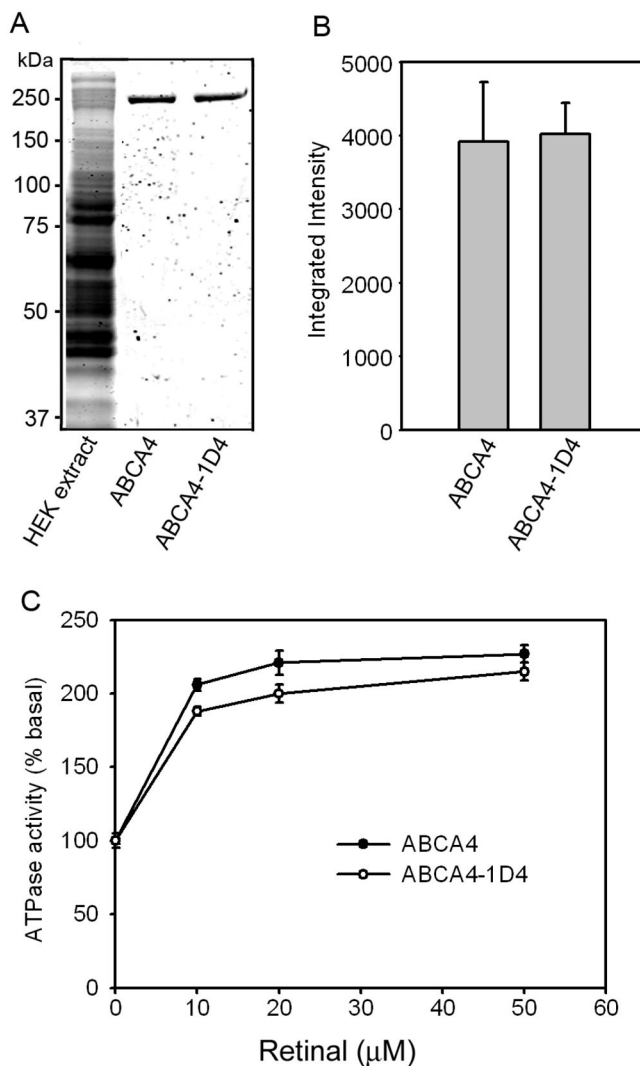 A
kDa
250
150
100
75
50
37
HEK extract
ABCA4
ABCA4-1D4
B
Integrated Intensity
5000
4000
3000
2000
1000
0
ABCA4
ABCA4-1D4
C
ATPase activity (% basal)
250
200
150
100
50
0
ABCA4
ABCA4-1D4
0 10 20 30 40 50 60
Retinal (μM)